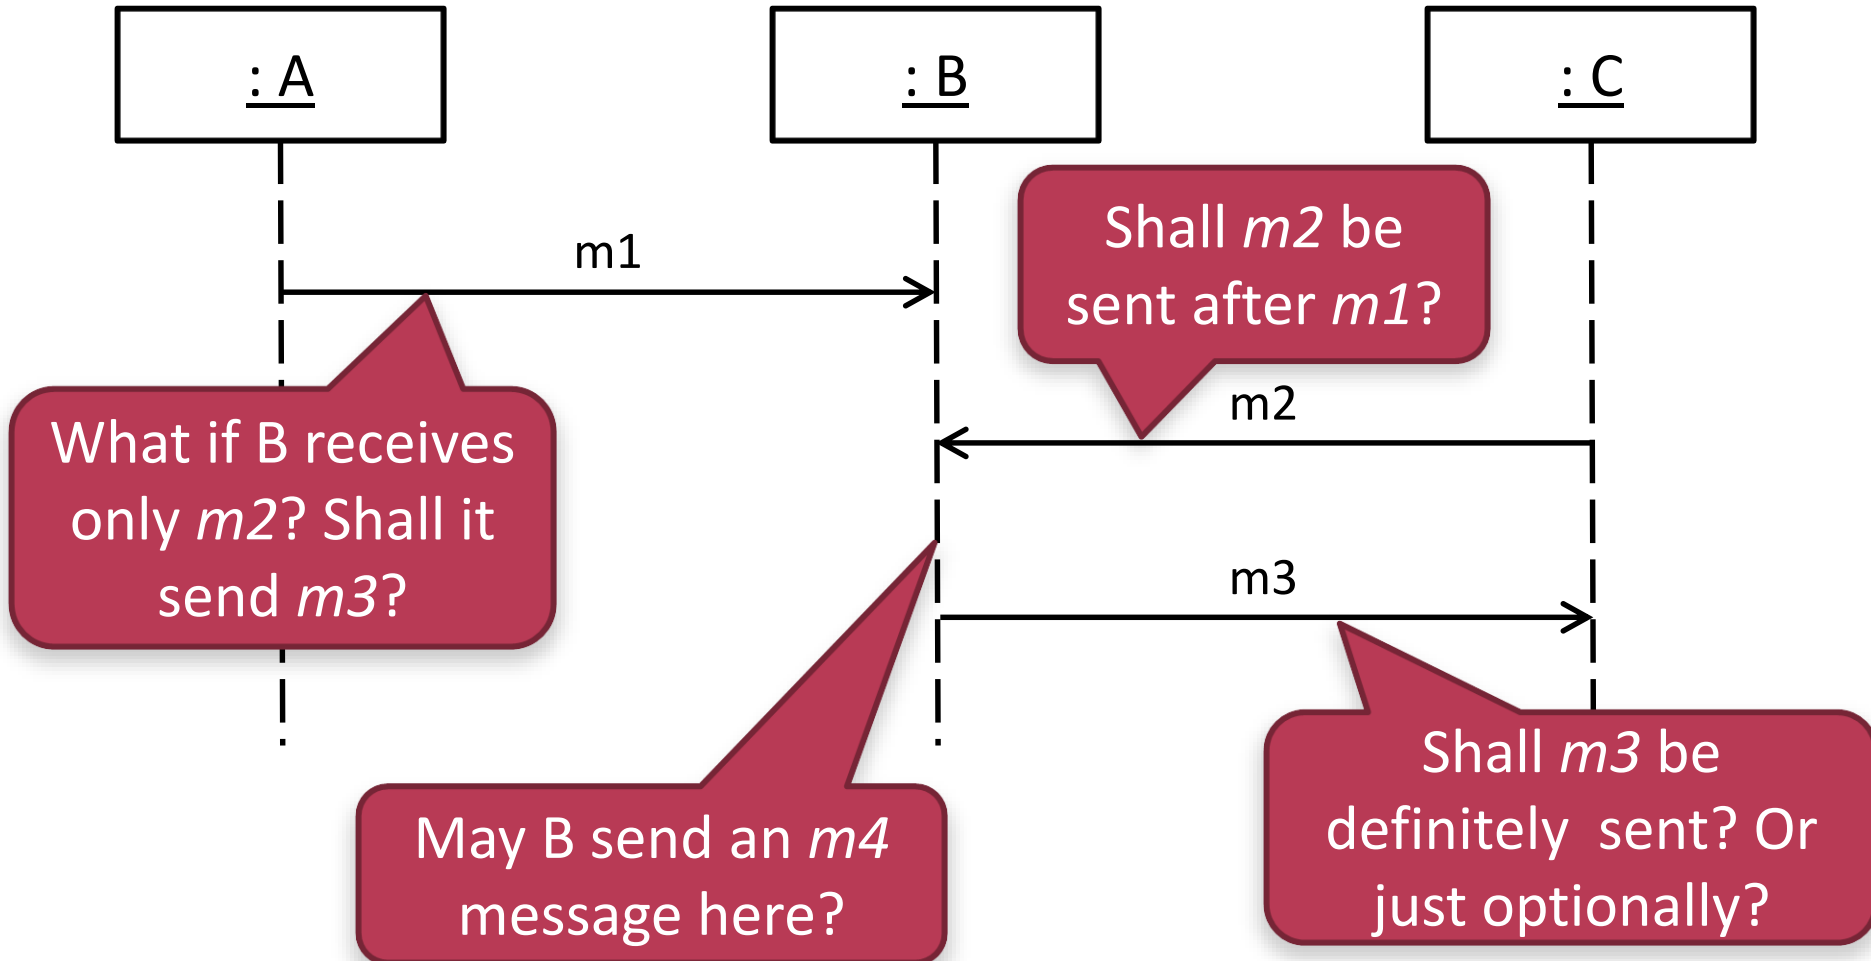 : A
: B
: C
m1
Shall m2 be
sent after m1?
m2
What if B receives
only m2? Shall it
send m3?
m3
May B send an m4
message here?
Shall m3 be
definitely  sent? Or
just optionally?